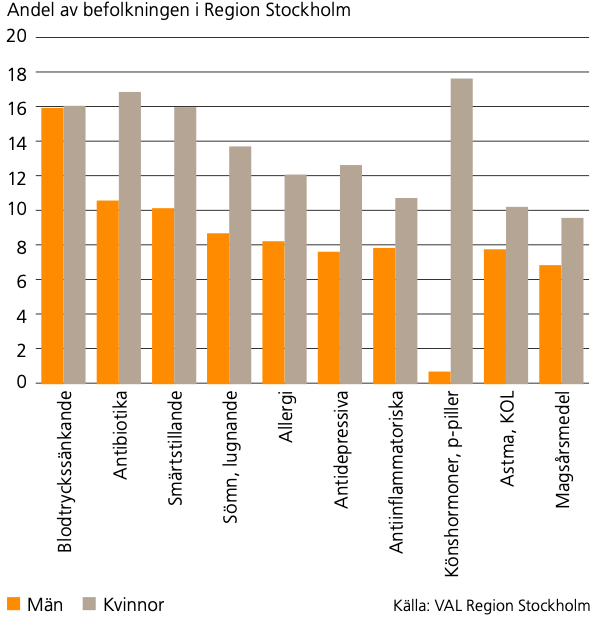 Andel av befolkningen i Region Stockholm
20
18
16
14
12
10
8
6
4
2
0
Blodtryckssänkande
Antibiotika
Smärtstillande
Sömn, lugnande
Allergi
Antidepressiva
Antiinflammatoriska
Könshormoner, p-piller
Astma, KOL
Magsårsmedel
Män
Kvinnor
Källa: VAL Region Stockholm